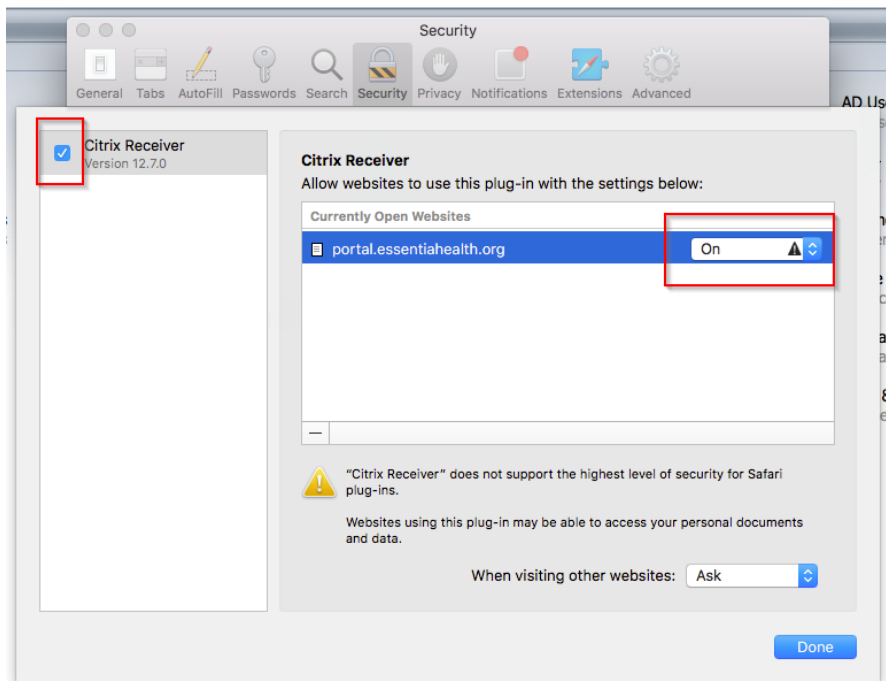 Security
General Tabs AutoFill Passwords Search Security Privacy Notifications Extensions Advanced
AD Us
Citrix Receiver
Version 12.7.0
Citrix Receiver
Allow websites to use this plug-in with the settings below:
Currently Open Websites
portal.essentiahealth.org On
"Citrix Receiver" does not support the highest level of security for Safari
plug-ins.
Websites using this plug-in may be able to access your personal documents
and data.
When visiting other websites: Ask
Done